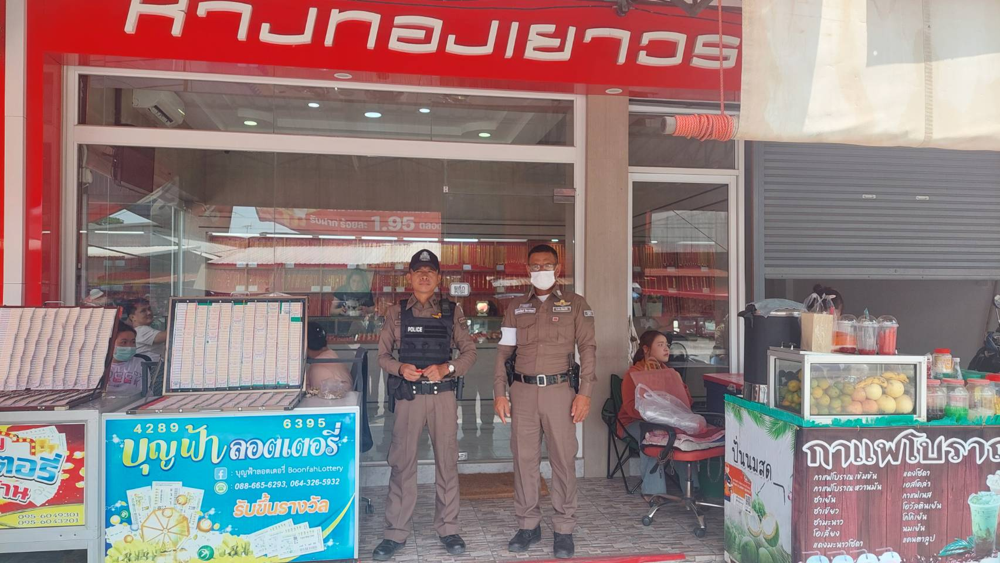 ห้างทองเยาวร
รับฝาก ร้อยละ 1.95 ตลอด
ผลัก
PUSH
POLICE
4289 6395
บุญฟ้า ลอตเตอรี่
: บุญฟ้าลอตเตอรี่ BoonfahLottery
: 088-665-6293, 064-326-5932
รับขึ้นรางวัล
095-6049301
095-6043201
ปั่นนมสด
กาแฟโบรา
กาแฟโบราณ เข้มข้น
กาแฟโบราณ หวานมัน
ชาเย็น
ชาเขียว
ชามะนาว
โอเลี้ยง
แดงมะนาวโซดา
แดงโซดา
เอสโคล่า
กาแฟเนส
โอวัลตินเย็น
โกโก้เย็น
นมเย็น
แคนตาลูป